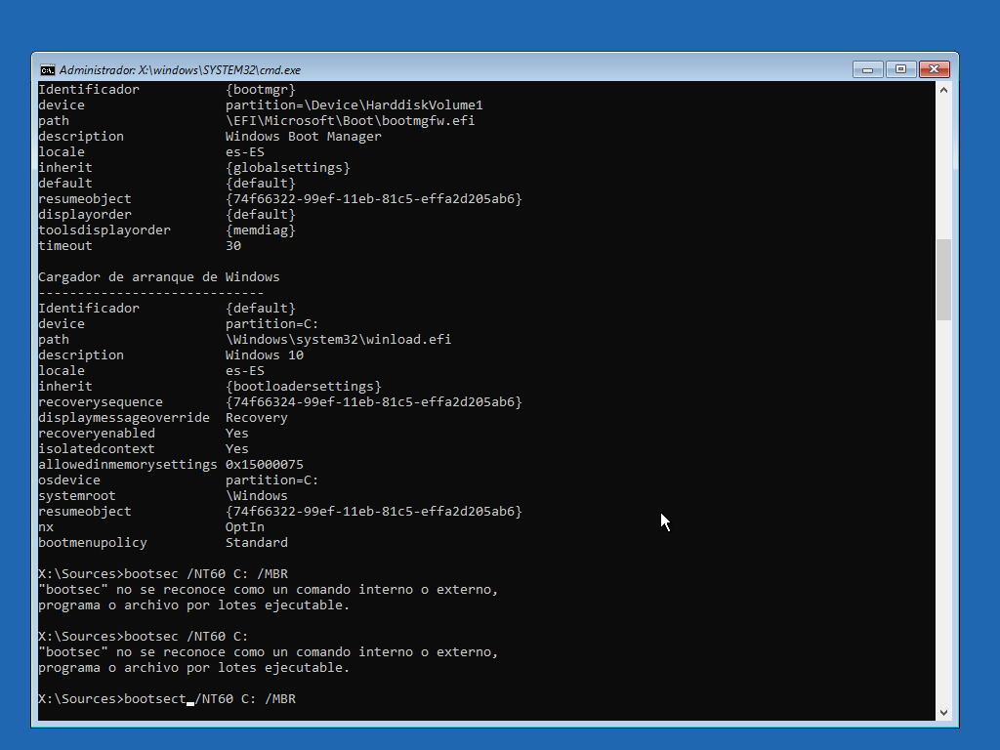 Administrador: X:\windows\SYSTEM32\cmd.exe
Identificador           {bootmgr}
device                  partition=\Device\HarddiskVolume1
path                    \EFI\Microsoft\Boot\bootmgfw.efi
description             Windows Boot Manager
locale                  es-ES
inherit                 {globalsettings}
default                 {default}
resumeobject            {74f66322-99ef-11eb-81c5-effa2d205ab6}
displayorder            {default}
toolsdisplayorder       {memdiag}
timeout                 30

Cargador de arranque de Windows
-----------------------------
Identificador           {default}
device                  partition=C:
path                    \Windows\system32\winload.efi
description             Windows 10
locale                  es-ES
inherit                 {bootloadersettings}
recoverysequence        {74f66324-99ef-11eb-81c5-effa2d205ab6}
displaymessageoverride  Recovery
recoveryenabled         Yes
isolatedcontext         Yes
allowedinmemorysettings 0x15000075
osdevice                partition=C:
systemroot              \Windows
resumeobject            {74f66322-99ef-11eb-81c5-effa2d205ab6}
nx                      OptIn
bootmenupolicy          Standard

X:\Sources>bootsec /NT60 C: /MBR
"bootsec" no se reconoce como un comando interno o externo,
programa o archivo por lotes ejecutable.

X:\Sources>bootsec /NT60 C:
"bootsec" no se reconoce como un comando interno o externo,
programa o archivo por lotes ejecutable.

X:\Sources>bootsect /NT60 C: /MBR